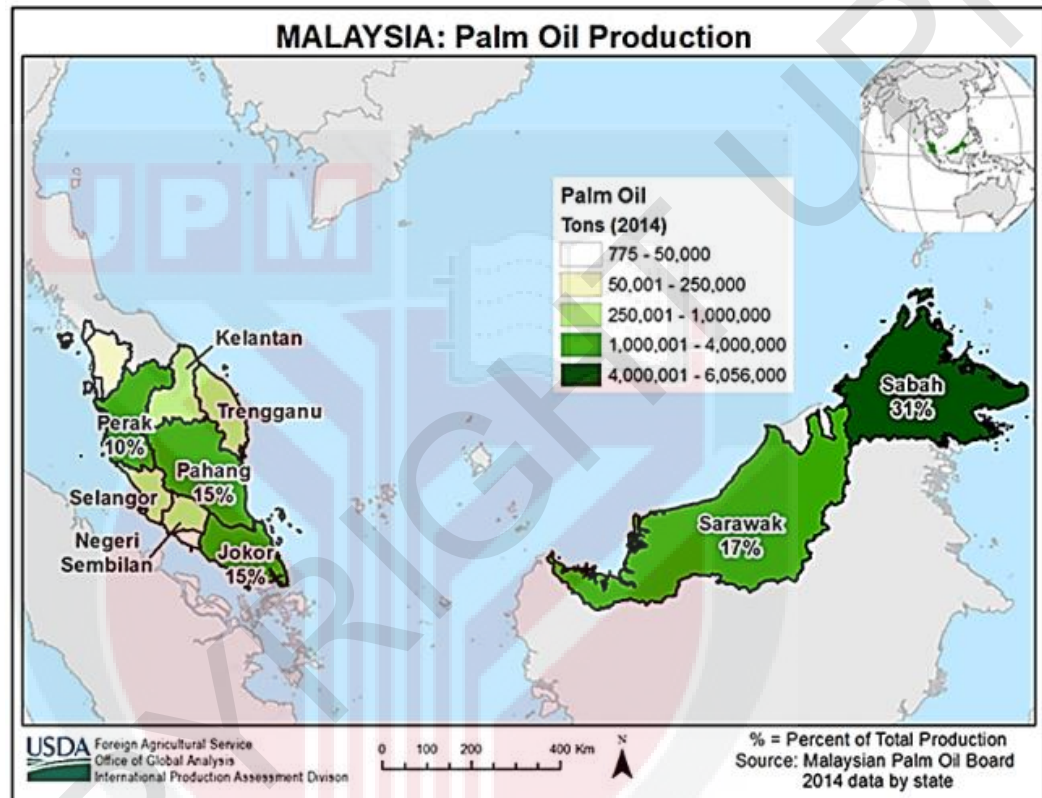 MALAYSIA: Palm Oil Production
UPM
Palm Oil
Tons (2014)
775 - 50,000
50,001 - 250,000
250,001 - 1,000,000
1,000,001 - 4,000,000
4,000,001 - 6,056,000
Kelantan
Trengganu
Perak
10%
Pahang
15%
Selangor
Negeri
Sembilan
Jokor
15%
Sabah
31%
Sarawak
17%
USDA Foreign Agricultural Service
Office of Global Analysis
International Production Assessment Divison
0 100 200 400 Km
N
% = Percent of Total Production
Source: Malaysian Palm Oil Board
2014 data by state